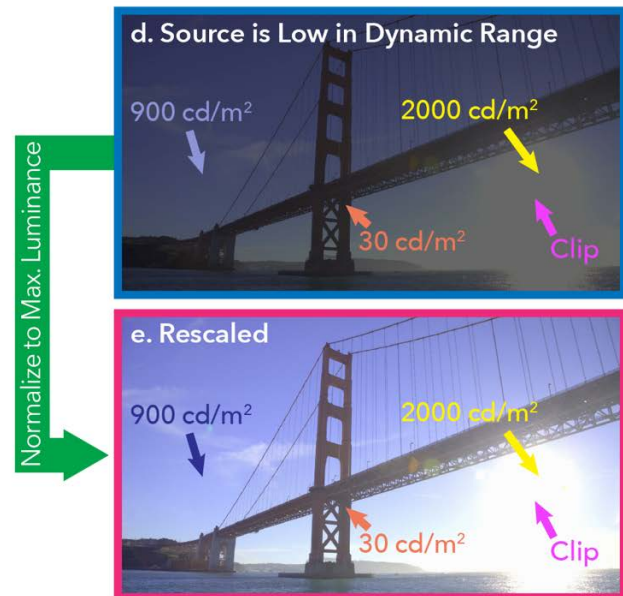 d. Source is Low in Dynamic Range
900 cd/m²
2000 cd/m²
30 cd/m²
Clip
Normalize to Max. Luminance
e. Rescaled
900 cd/m²
2000 cd/m²
30 cd/m²
Clip